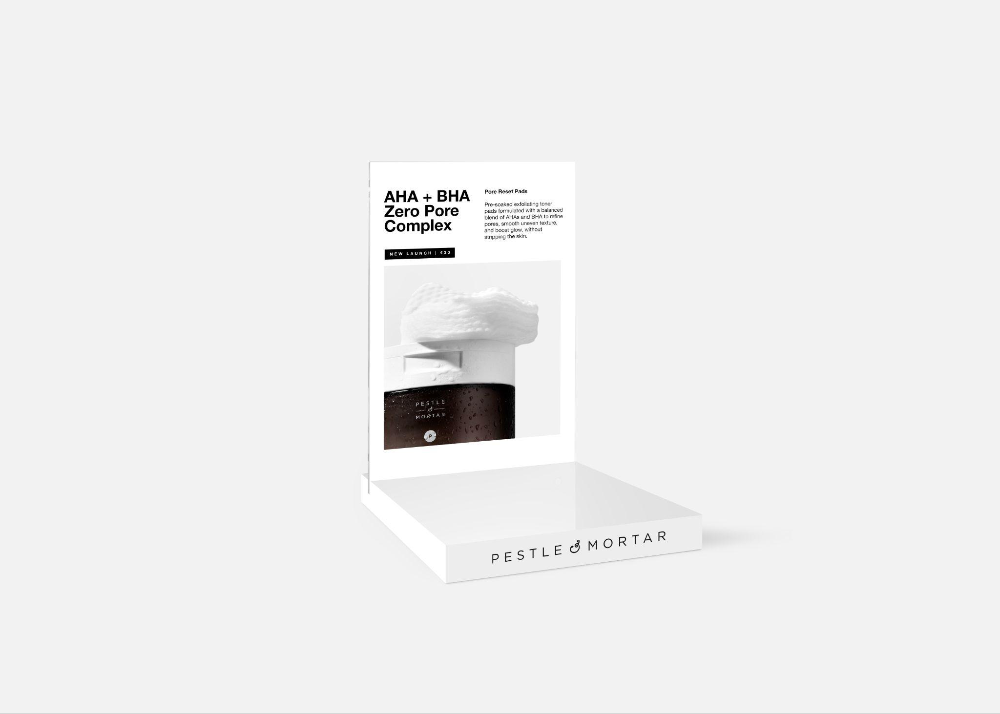 AHA + BHA
Zero Pore
Complex
NEW LAUNCH | €30
Pore Reset Pads
Pre-soaked exfoliating toner
pads formulated with a balanced
blend of AHAs and BHA to refine
pores, smooth uneven texture,
and boost glow, without
stripping the skin.
PESTLE
&
MORTAR
P
PESTLE & MORTAR